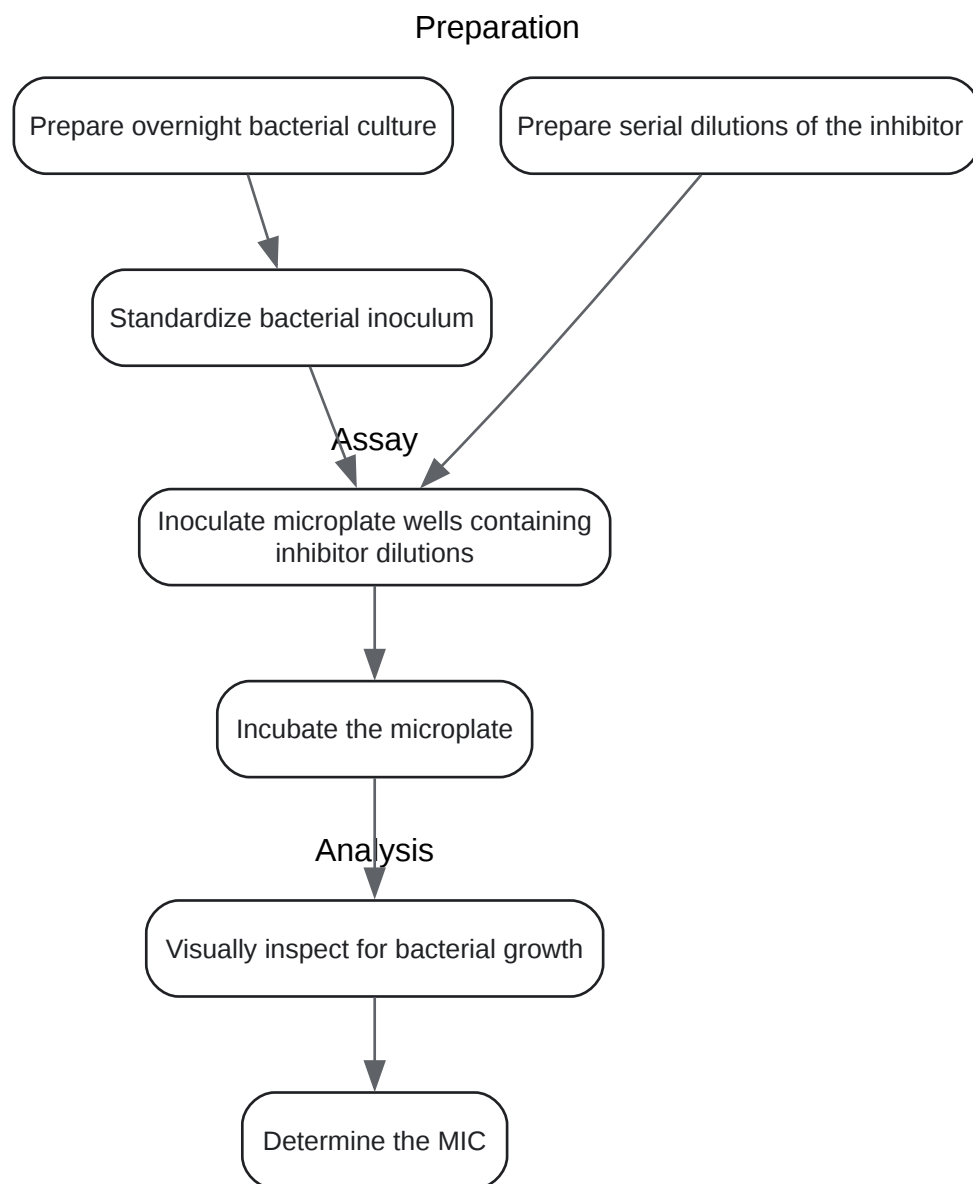 Preparation
Prepare overnight bacterial culture
Prepare serial dilutions of the inhibitor
Standardize bacterial inoculum
Assay
Inoculate microplate wells containing
inhibitor dilutions
Incubate the microplate
Analysis
Visually inspect for bacterial growth
Determine the MIC